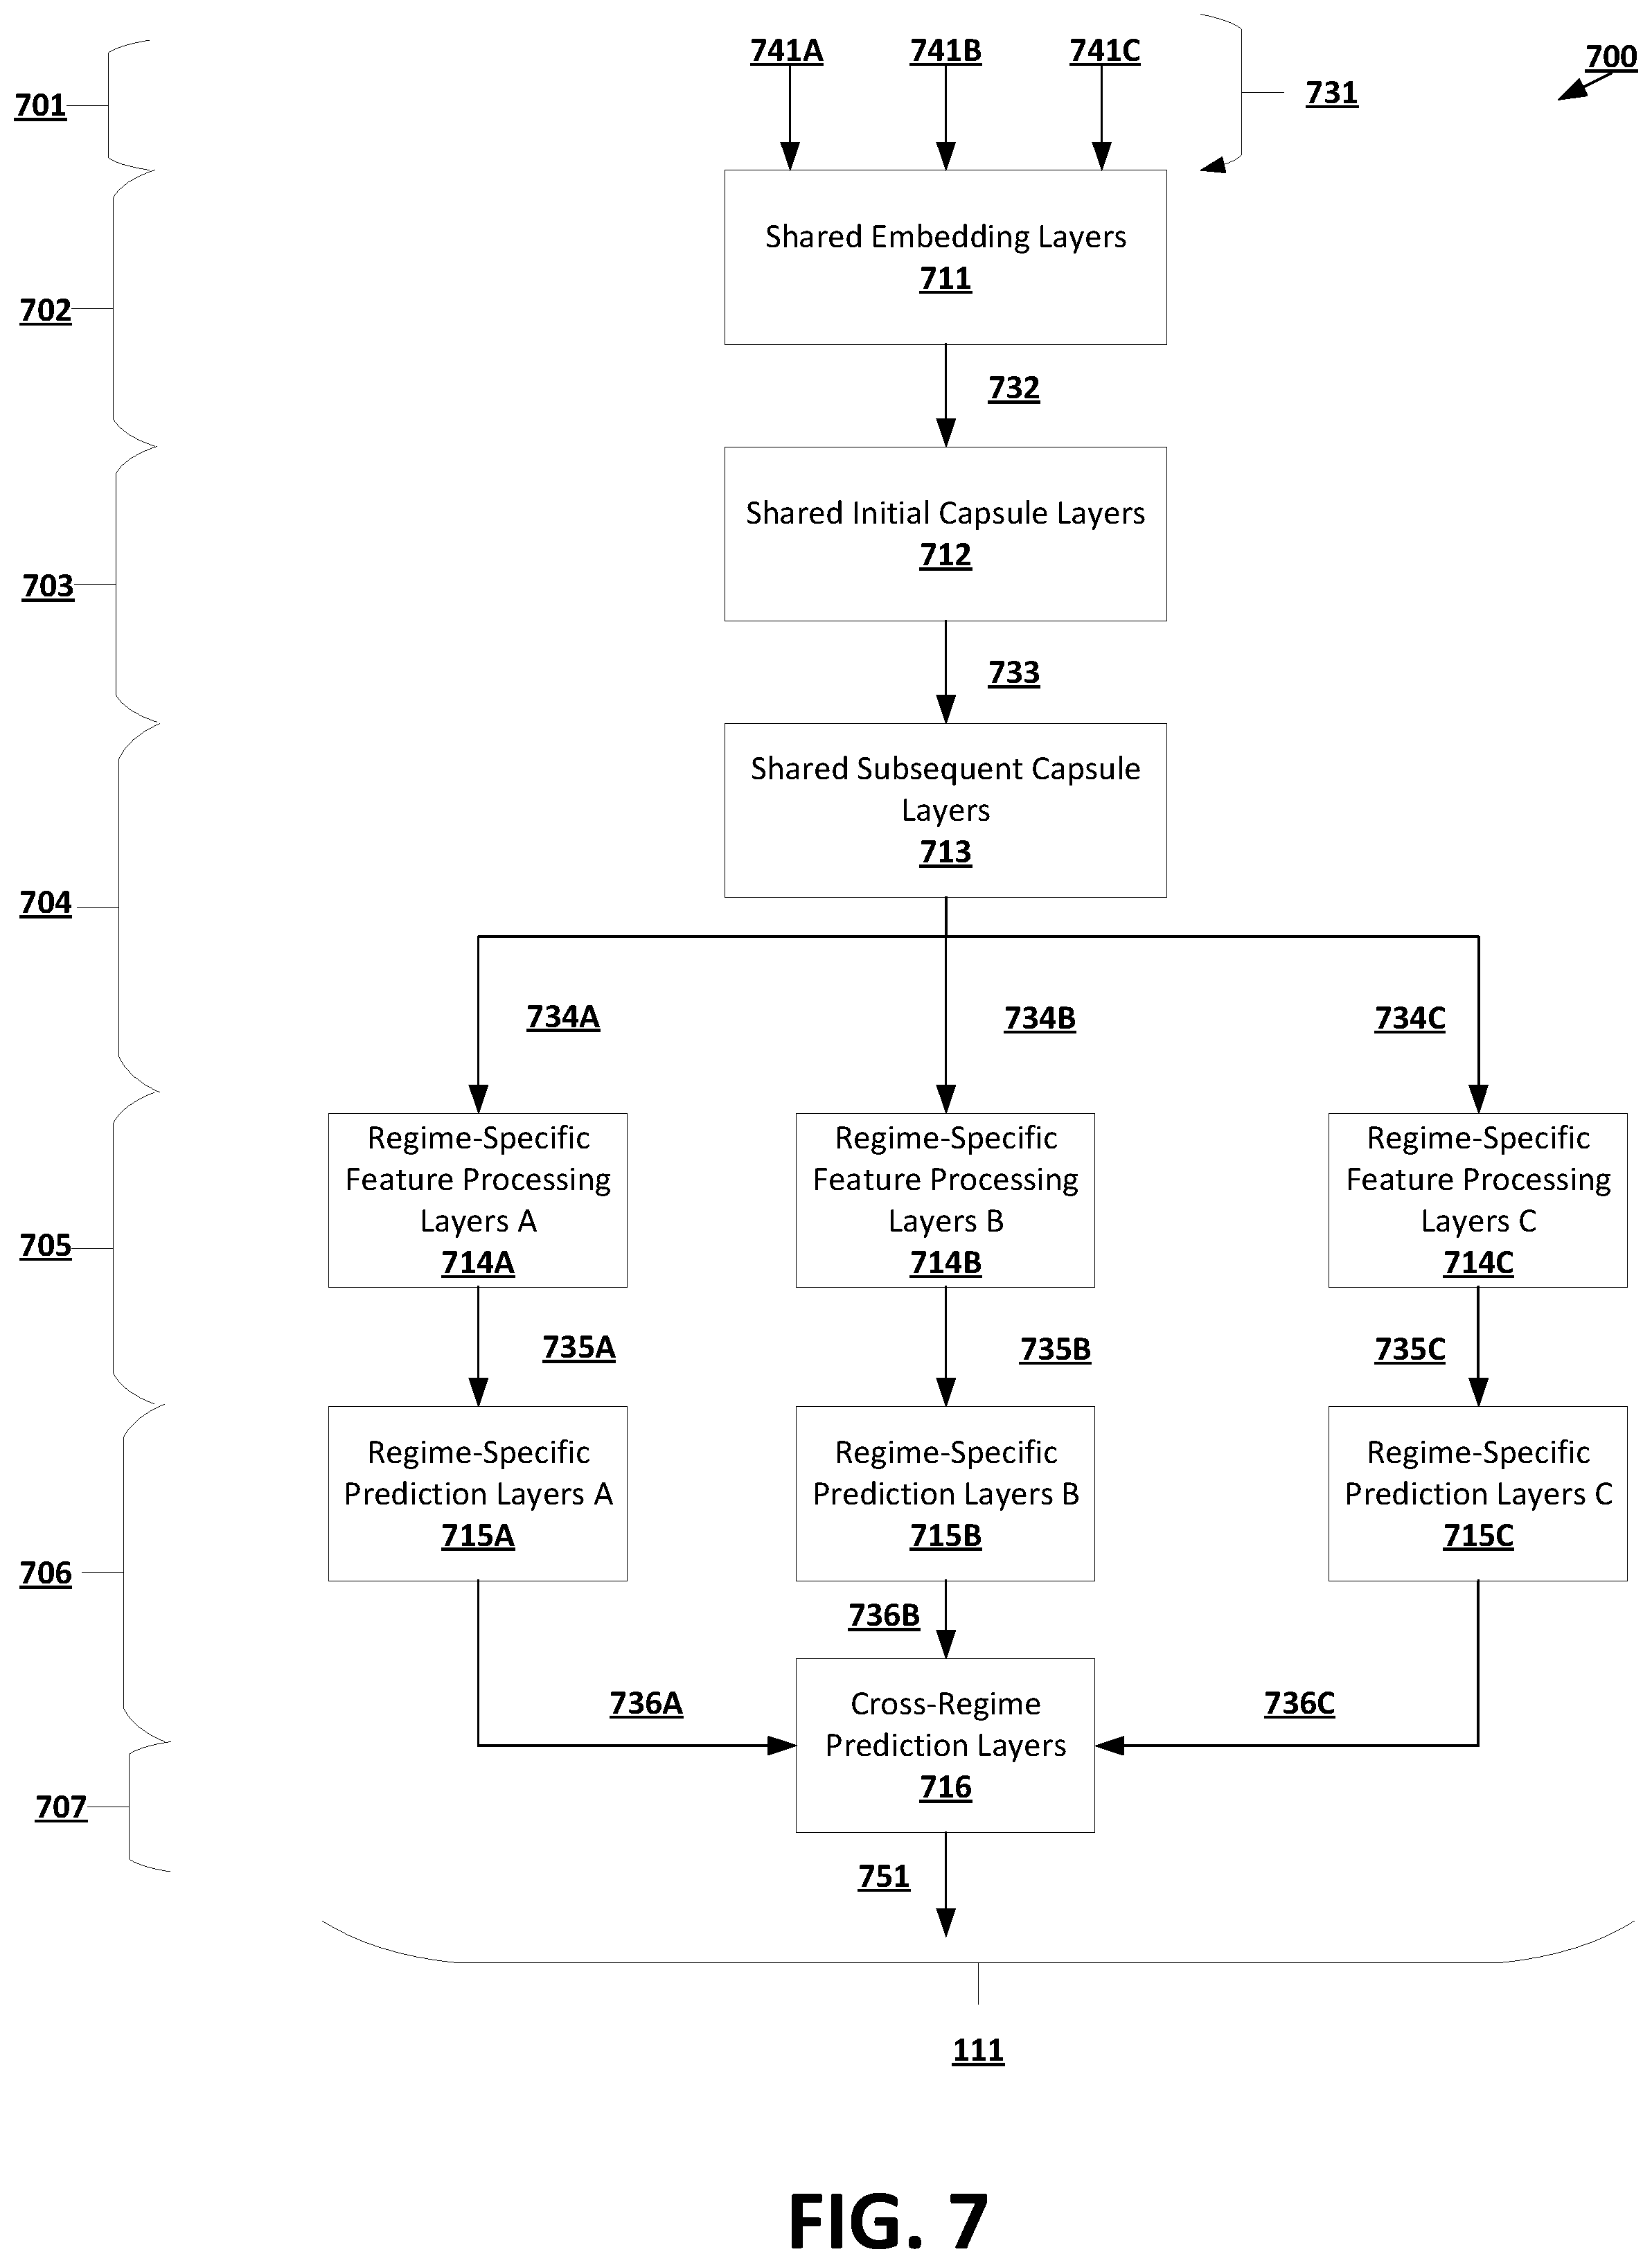 741A 741B 741C
700
701
731
Shared Embedding Layers
711
702
732
Shared Initial Capsule Layers
712
703
733
Shared Subsequent Capsule
Layers
713
704
734A 734B 734C
Regime-Specific
Feature Processing
Layers A
714A
Regime-Specific
Feature Processing
Layers B
714B
Regime-Specific
Feature Processing
Layers C
714C
705
735A 735B 735C
Regime-Specific
Prediction Layers A
715A
Regime-Specific
Prediction Layers B
715B
Regime-Specific
Prediction Layers C
715C
706
736B
736A
736C
Cross-Regime
Prediction Layers
716
707
751
111
FIG. 7